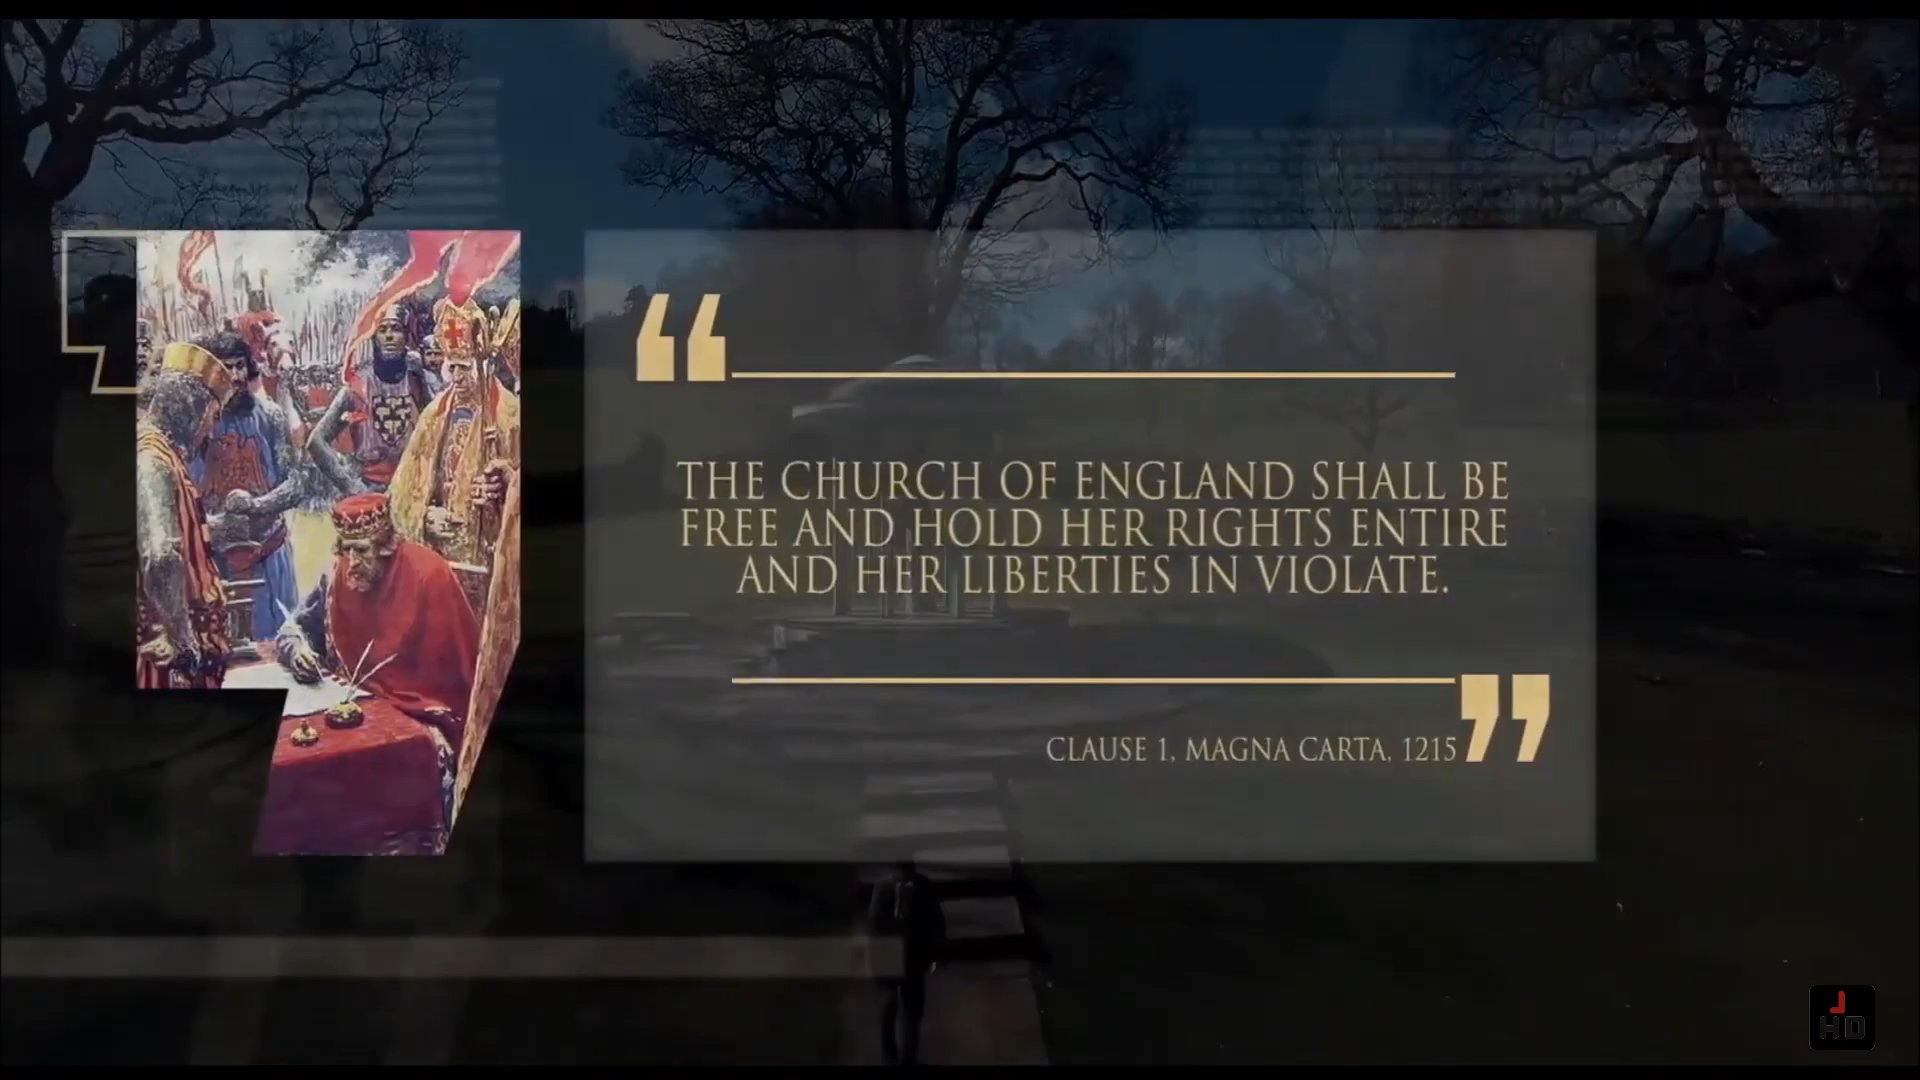 THE CHURCH OF ENGLAND SHALL BE
FREE AND HOLD HER RIGHTS ENTIRE
AND HER LIBERTIES IN VIOLATE.
CLAUSE 1, MAGNA CARTA, 1215
J
HD